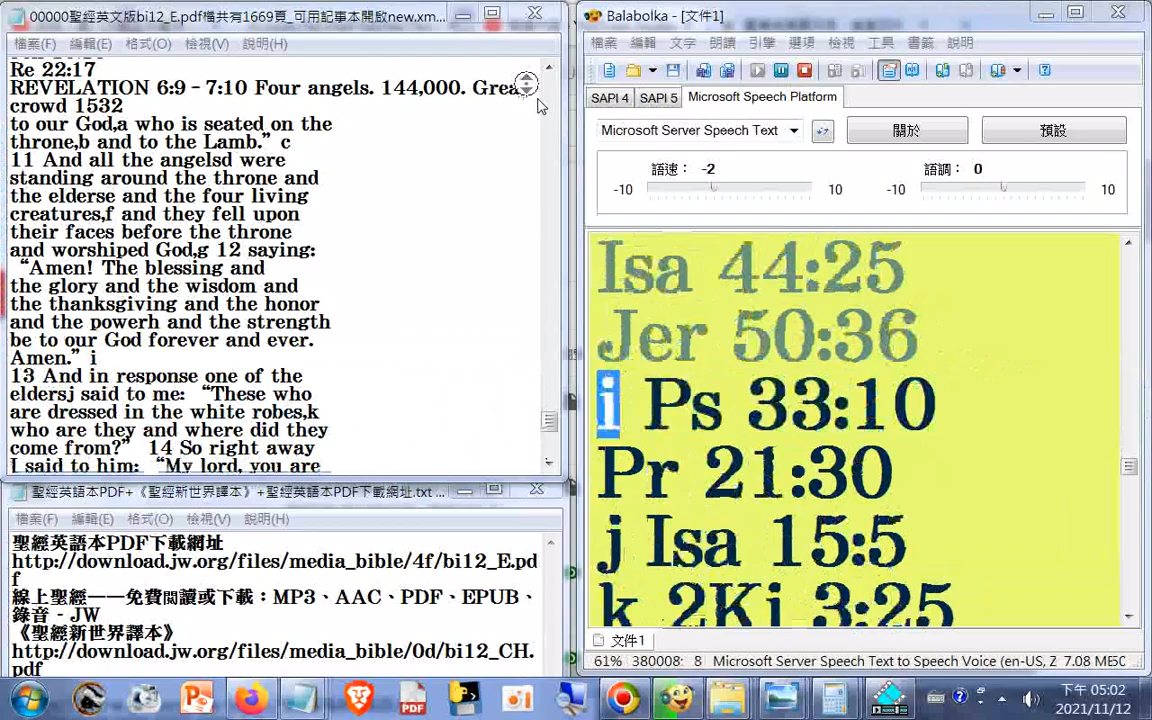 00000聖經英文版bi12_E.pdf檔共有1669頁_可用記事本開啟new.xm...
檔案(F) 編輯(E) 格式(O) 檢視(V) 說明(H)
Re 22:17
REVELATION 6:9 – 7:10 Four angels. 144,000. Grea
crowd 1532
to our God,a who is seated on the
throne,b and to the Lamb.” c
11 And all the angelsd were
standing around the throne and
the elderse and the four living
creatures,f and they fell upon
their faces before the throne
and worshiped God,g 12 saying:
“Amen! The blessing and
the glory and the wisdom and
the thanksgiving and the honor
and the powerh and the strength
be to our God forever and ever.
Amen.” i
13 And in response one of the
eldersj said to me: “These who
are dressed in the white robes,k
who are they and where did they
come from?” 14 So right away
I said to him: “My lord, you are
聖經英語本PDF+《聖經新世界譯本》+聖經英語本PDF下載網址.txt ...
檔案(F) 編輯(E) 格式(O) 檢視(V) 說明(H)
聖經英語本PDF下載網址
http://download.jw.org/files/media_bible/4f/bi12_E.pd
f
線上聖經——免費閱讀或下載：MP3、AAC、PDF、EPUB、
錄音 - JW
《聖經新世界譯本》
http://download.jw.org/files/media_bible/0d/bi12_CH.
pdf
Balabolka - [文件1]
檔案 編輯 文字 朗讀 引擎 選項 檢視 工具 書籤 說明
SAPI 4 SAPI 5 Microsoft Speech Platform
Microsoft Server Speech Text 關於 預設
語速： -2 語調： 0
-10 10 -10 10
Isa 44:25
Jer 50:36
i Ps 33:10
Pr 21:30
j Isa 15:5
k 2Ki 3:25
文件1
61% 380008: 8 Microsoft Server Speech Text to Speech Voice (en-US, Z 7.08 ME5C
PDF
下午 05:02
2021/11/12